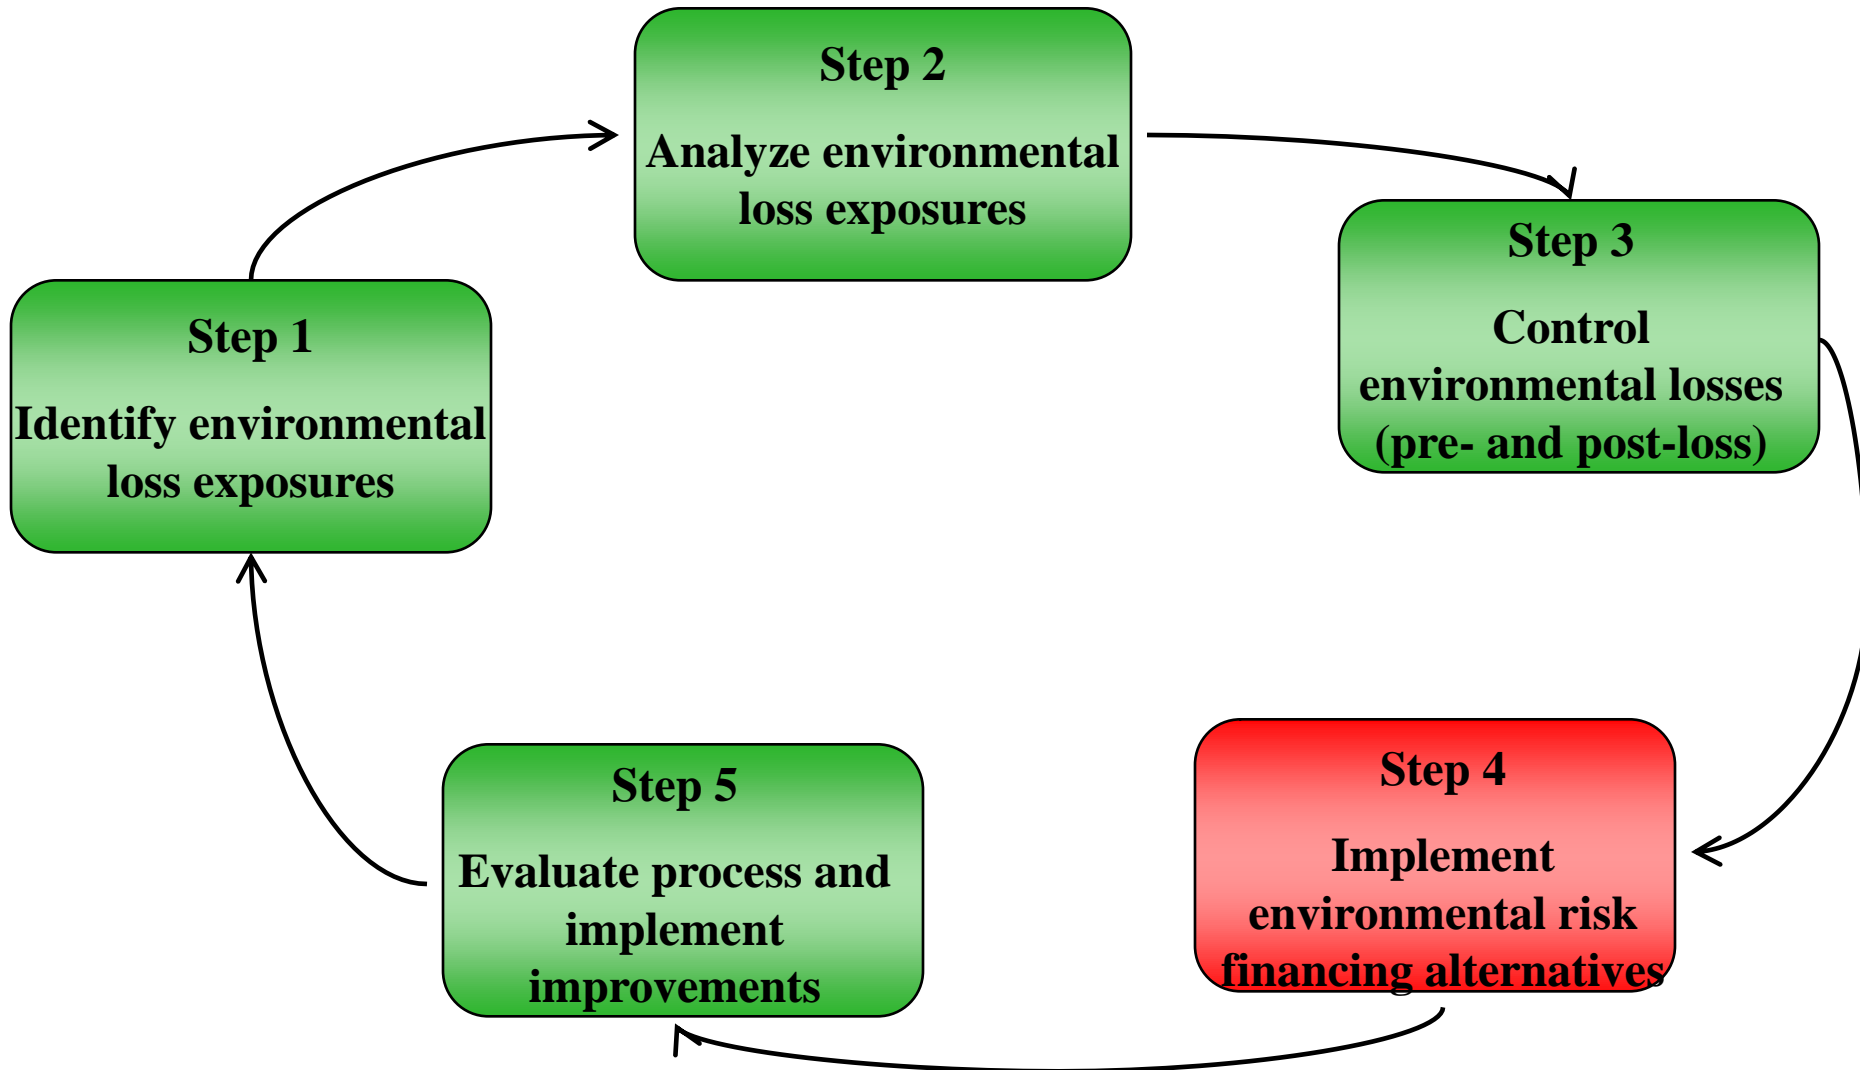 Step 1
Identify environmental
loss exposures
Step 2
Analyze environmental
loss exposures
Step 3
Control
environmental losses
(pre- and post-loss)
Step 4
Implement
environmental risk
financing alternatives
Step 5
Evaluate process and
implement
improvements